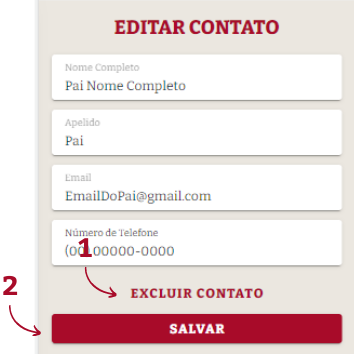 EDITAR CONTATO
Nome Completo
Pai Nome Completo
Apelido
Pai
Email
EmailDoPai@gmail.com
Número de Telefone
(00) 00000-0000
1
EXCLUIR CONTATO
2
SALVAR